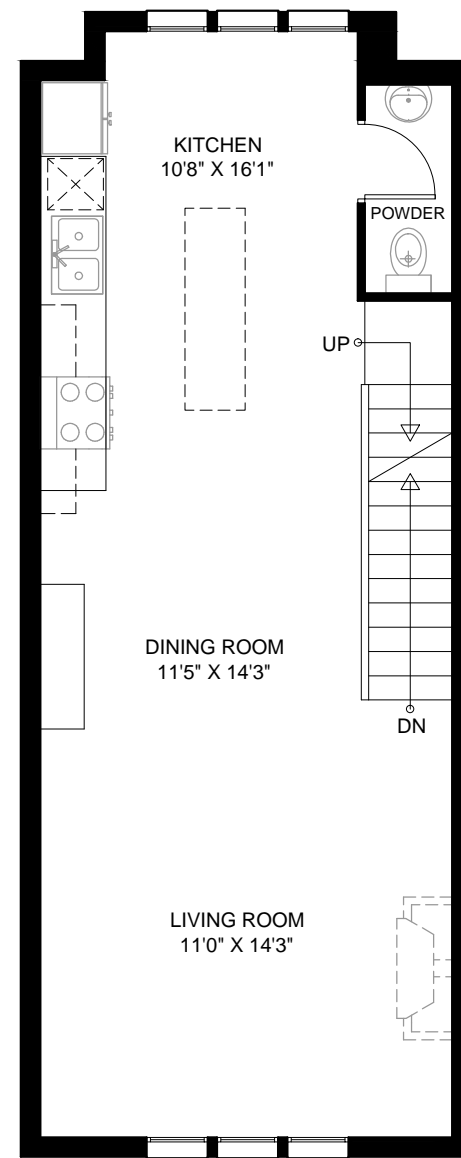 KITCHEN
10'8" X 16'1"
POWDER
UP
DINING ROOM
11'5" X 14'3"
DN
LIVING ROOM
11'0" X 14'3"